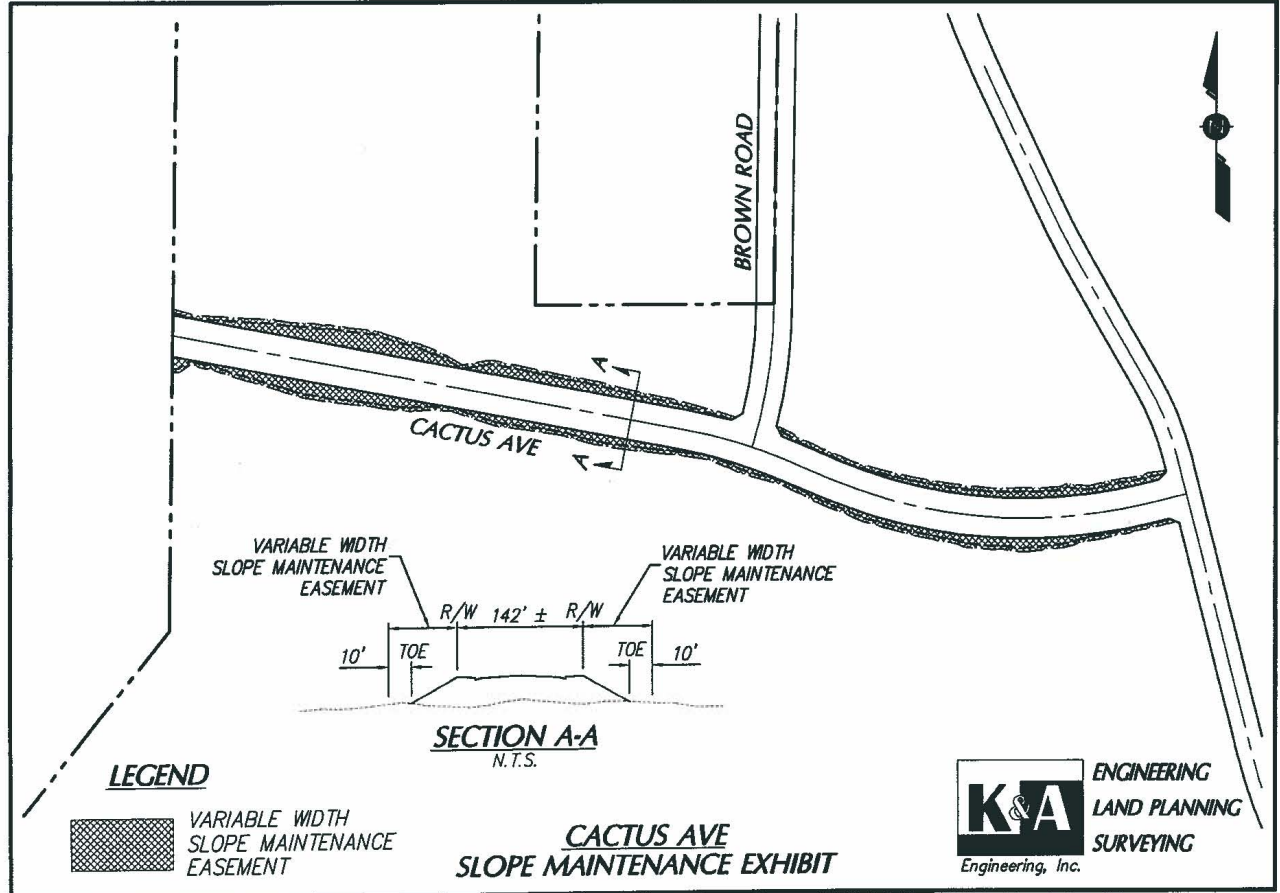 BROWN ROAD
N
A
A
CACTUS AVE
VARIABLE WIDTH
SLOPE MAINTENANCE
EASEMENT
VARIABLE WIDTH
SLOPE MAINTENANCE
EASEMENT
R/W 142' ± R/W
10' TOE
TOE 10'
SECTION A-A
N.T.S.
LEGEND
VARIABLE WIDTH
SLOPE MAINTENANCE
EASEMENT
CACTUS AVE
SLOPE MAINTENANCE EXHIBIT
K&A
Engineering, Inc.
ENGINEERING
LAND PLANNING
SURVEYING